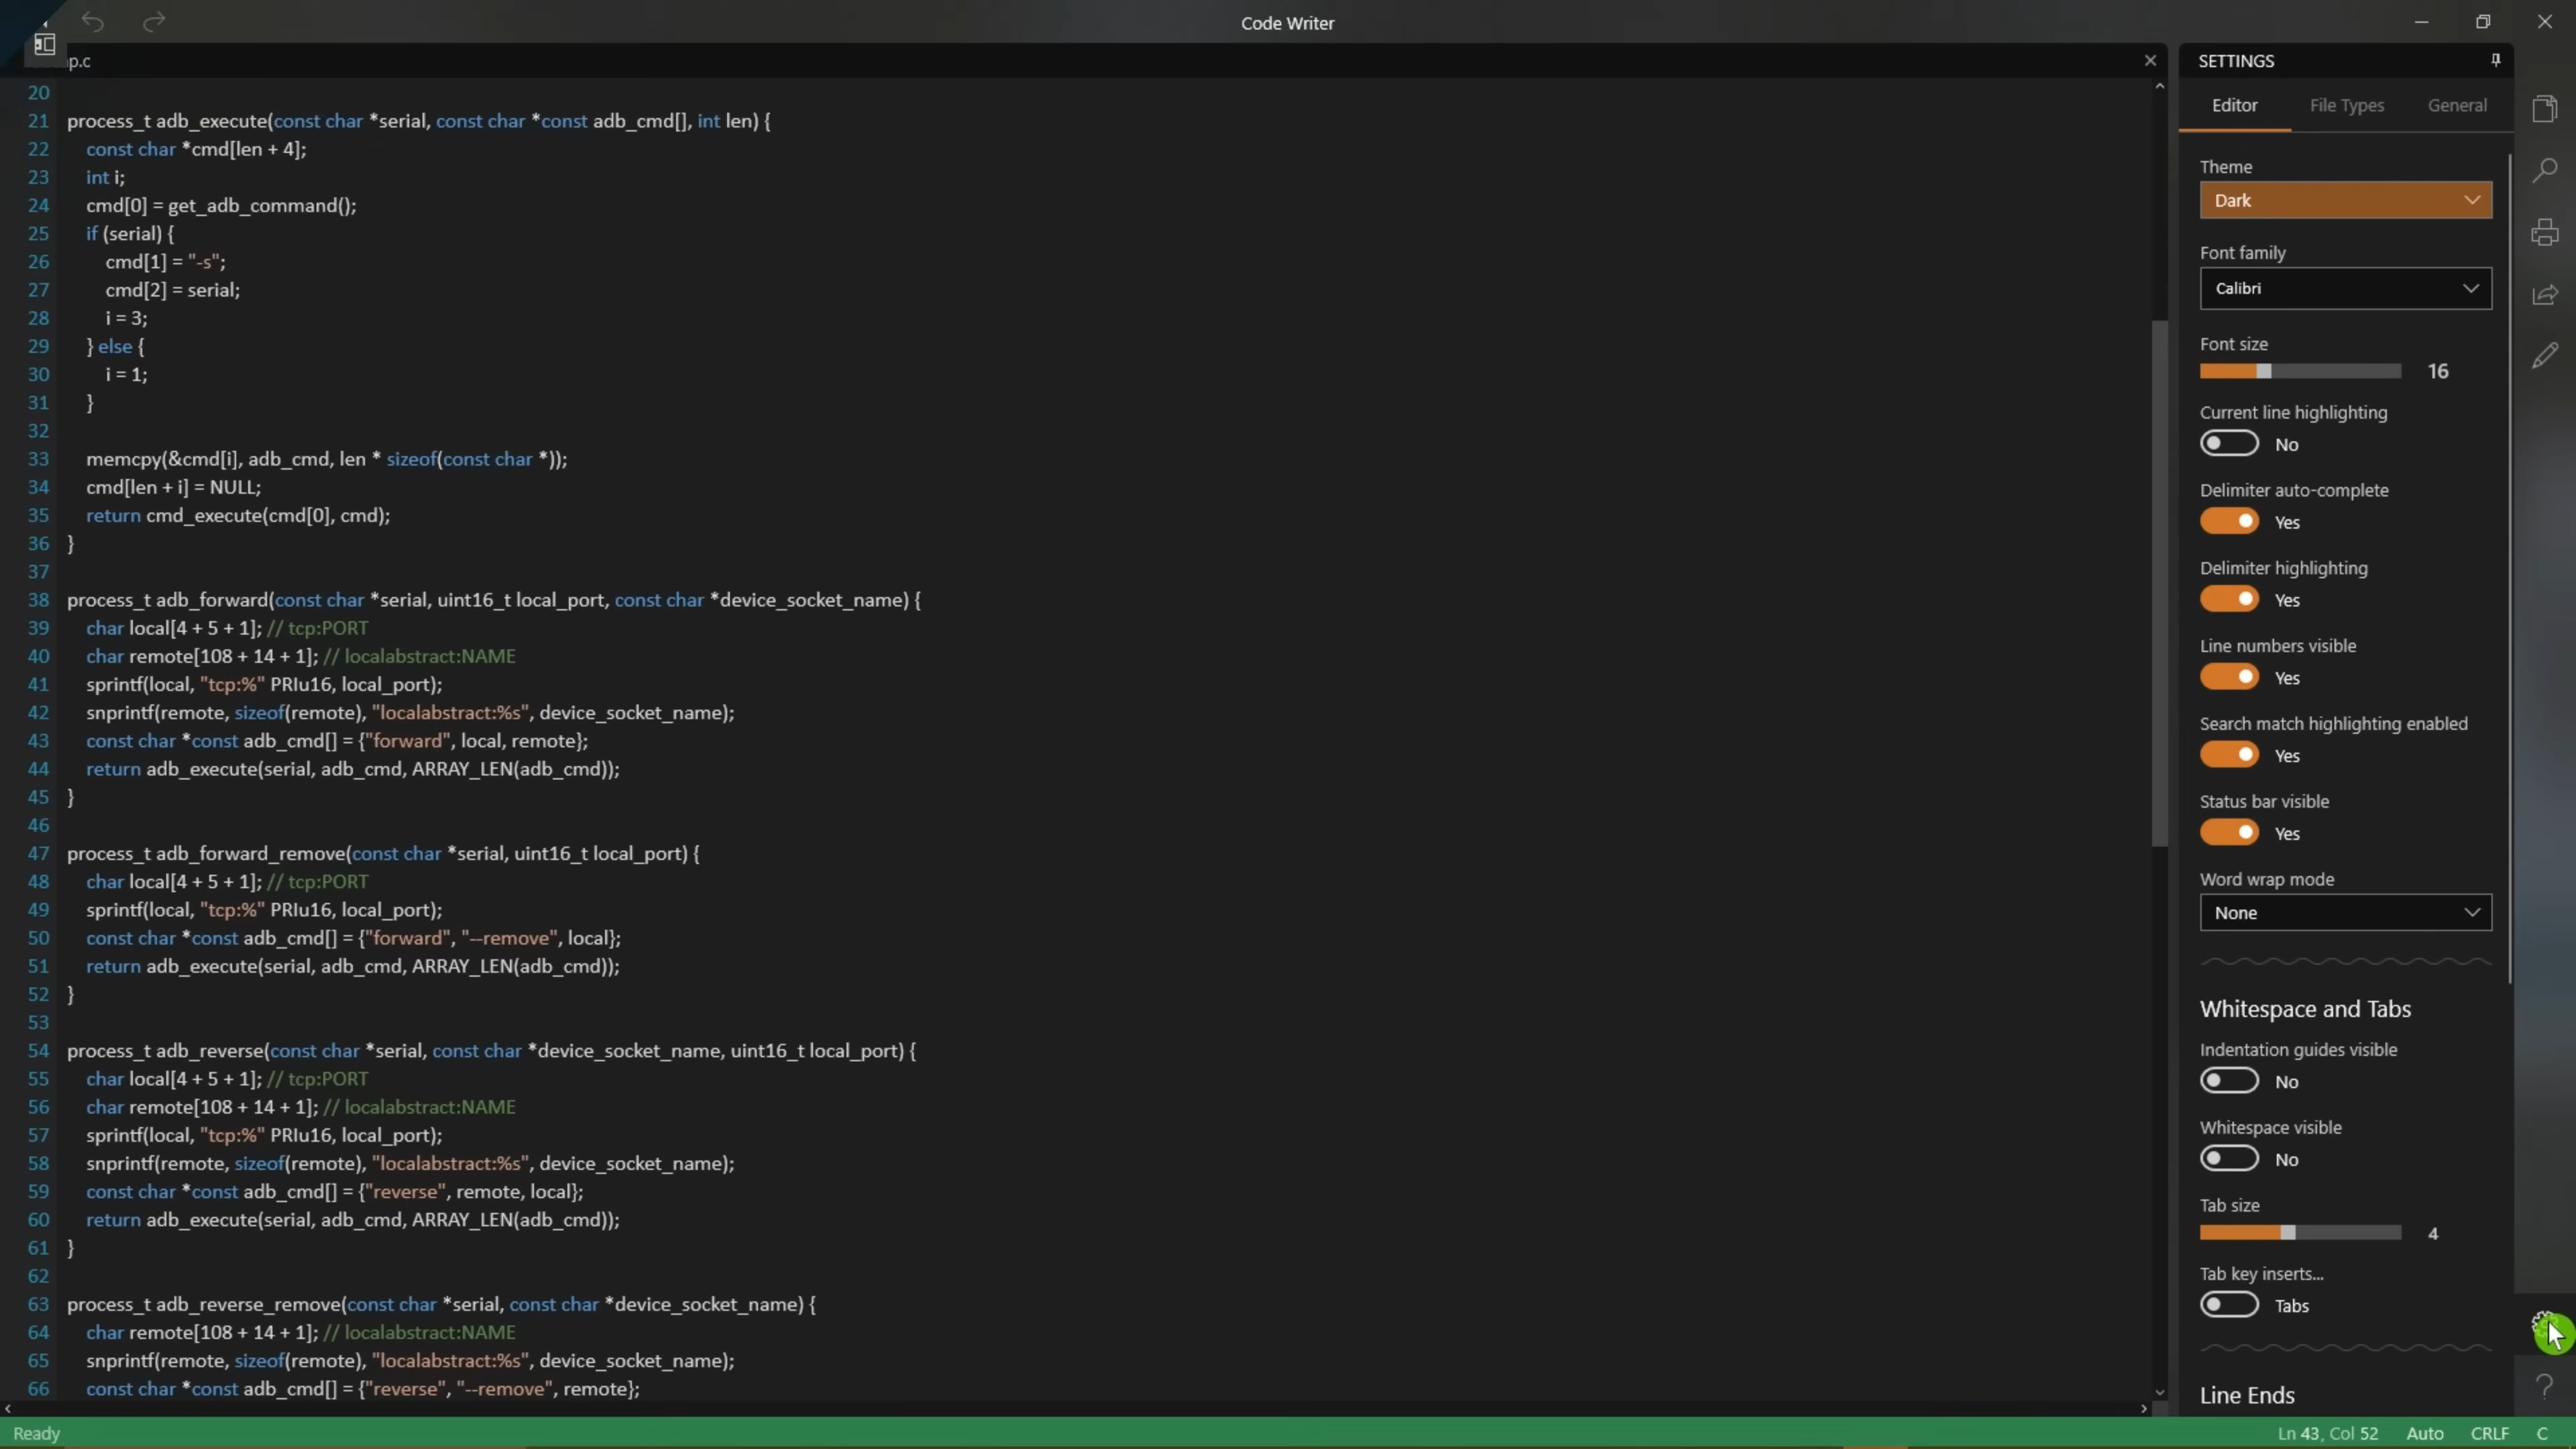 Code Writer
p.c
20
21 process_t adb_execute(const char *serial, const char *const adb_cmd[], int len) {
22 const char *cmd[len + 4];
23 int i;
24 cmd[0] = get_adb_command();
25 if (serial) {
26 cmd[1] = "-s";
27 cmd[2] = serial;
28 i = 3;
29 } else {
30 i = 1;
31 }
32
33 memcpy(&cmd[i], adb_cmd, len * sizeof(const char *));
34 cmd[len + i] = NULL;
35 return cmd_execute(cmd[0], cmd);
36 }
37
38 process_t adb_forward(const char *serial, uint16_t local_port, const char *device_socket_name) {
39 char local[4 + 5 + 1]; // tcp:PORT
40 char remote[108 + 14 + 1]; // localabstract:NAME
41 sprintf(local, "tcp:%" PRIu16, local_port);
42 snprintf(remote, sizeof(remote), "localabstract:%s", device_socket_name);
43 const char *const adb_cmd[] = {"forward", local, remote};
44 return adb_execute(serial, adb_cmd, ARRAY_LEN(adb_cmd));
45 }
46
47 process_t adb_forward_remove(const char *serial, uint16_t local_port) {
48 char local[4 + 5 + 1]; // tcp:PORT
49 sprintf(local, "tcp:%" PRIu16, local_port);
50 const char *const adb_cmd[] = {"forward", "--remove", local};
51 return adb_execute(serial, adb_cmd, ARRAY_LEN(adb_cmd));
52 }
53
54 process_t adb_reverse(const char *serial, const char *device_socket_name, uint16_t local_port) {
55 char local[4 + 5 + 1]; // tcp:PORT
56 char remote[108 + 14 + 1]; // localabstract:NAME
57 sprintf(local, "tcp:%" PRIu16, local_port);
58 snprintf(remote, sizeof(remote), "localabstract:%s", device_socket_name);
59 const char *const adb_cmd[] = {"reverse", remote, local};
60 return adb_execute(serial, adb_cmd, ARRAY_LEN(adb_cmd));
61 }
62
63 process_t adb_reverse_remove(const char *serial, const char *device_socket_name) {
64 char remote[108 + 14 + 1]; // localabstract:NAME
65 snprintf(remote, sizeof(remote), "localabstract:%s", device_socket_name);
66 const char *const adb_cmd[] = {"reverse", "--remove", remote};
SETTINGS
Editor File Types General
Theme
Dark
Font family
Calibri
Font size
16
Current line highlighting
No
Delimiter auto-complete
Yes
Delimiter highlighting
Yes
Line numbers visible
Yes
Search match highlighting enabled
Yes
Status bar visible
Yes
Word wrap mode
None
Whitespace and Tabs
Indentation guides visible
No
Whitespace visible
No
Tab size
4
Tab key inserts...
Tabs
Line Ends
Ready
Ln 43, Col 52 Auto CRLF C